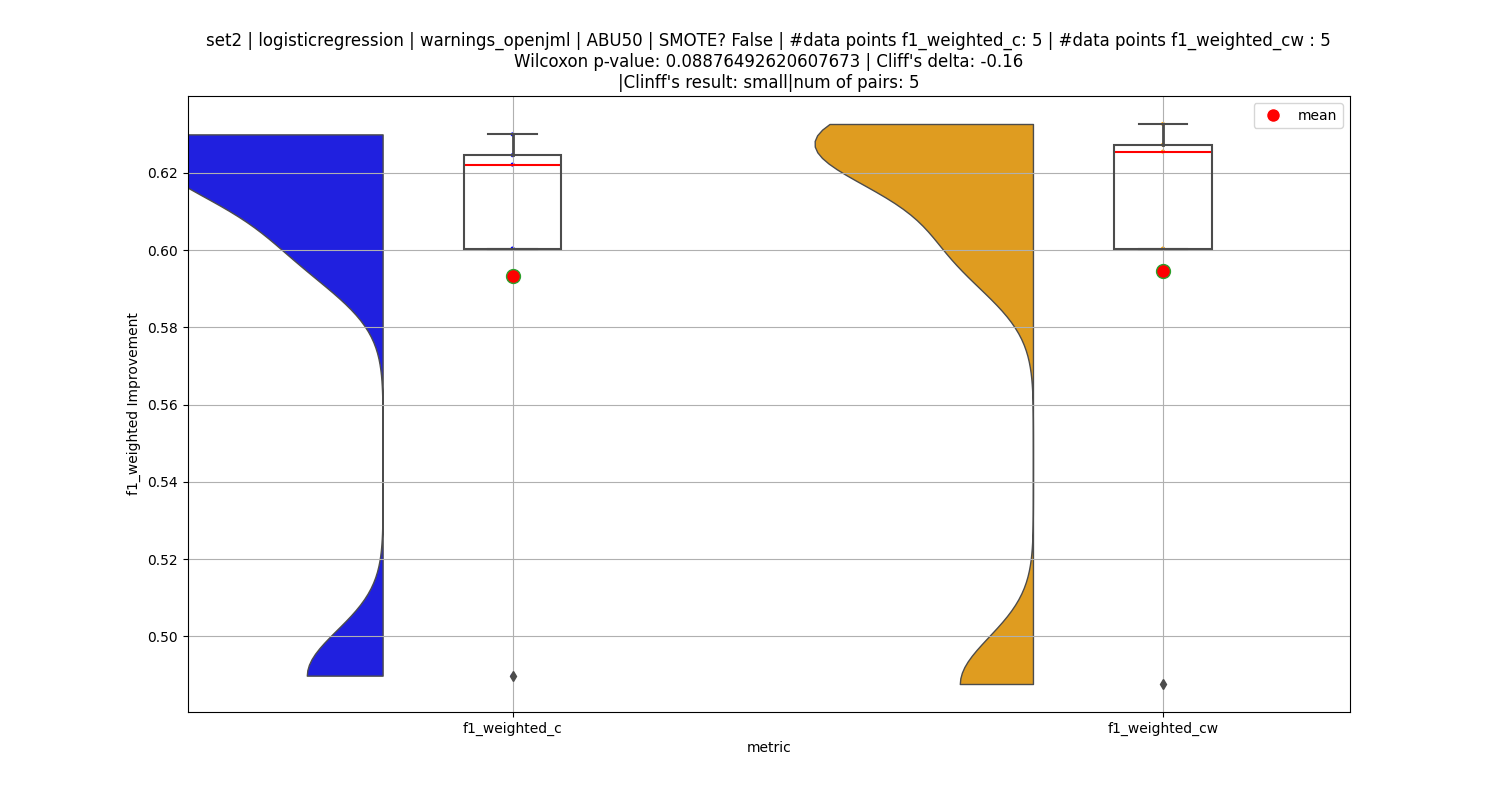 set2 | logisticregression | warnings_openjml | ABU50 | SMOTE? False | #data points f1_weighted_c: 5 | #data points f1_weighted_cw : 5
Wilcoxon p-value: 0.08876492620607673 | Cliff's delta: -0.16
|Clinff's result: small|num of pairs: 5
mean
0.62
0.60
0.58
0.56
0.54
0.52
0.50
f1_weighted Improvement
f1_weighted_c
f1_weighted_cw
metric